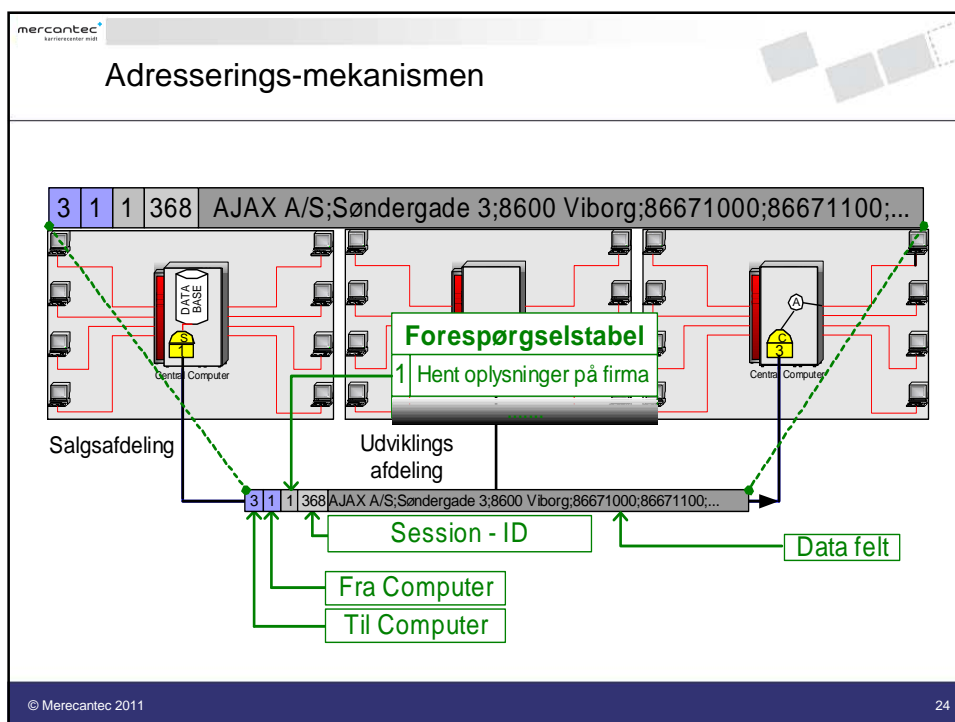 mercantec
karrierecenter midt
Adresserings-mekanismen
3 1 1 368 AJAX A/S;Søndergade 3;8600 Viborg;86671000;86671100;...
DATA
BASE
S
1
Central Computer
Forespørgselstabel
1 Hent oplysninger på firma
A
C
3
Central Computer
Salgsafdeling
Udviklings
afdeling
3 1 1 368 AJAX A/S;Søndergade 3;8600 Viborg;86671000;86671100;...
Session - ID
Data felt
Fra Computer
Til Computer
© Merecantec 2011
24